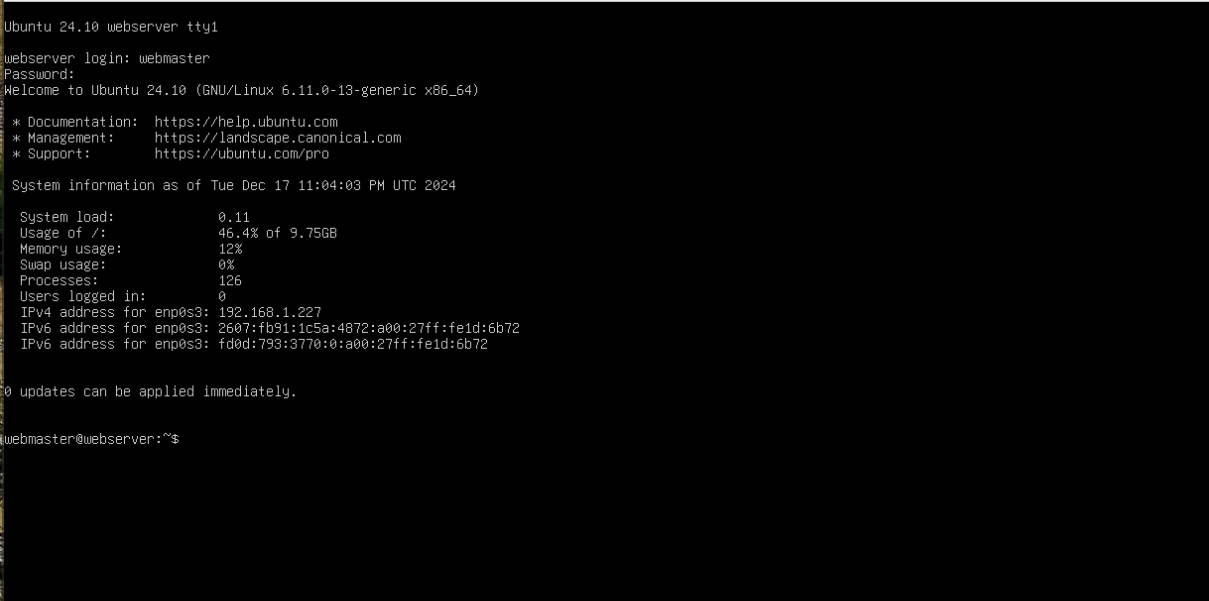 Ubuntu 24.10 webserver tty1
webserver login: webmaster
Password:
Welcome to Ubuntu 24.10 (GNU/Linux 6.11.0-13-generic x86_64)
* Documentation: https://help.ubuntu.com
* Management: https://landscape.canonical.com
* Support: https://ubuntu.com/pro
System information as of Tue Dec 17 11:04:03 PM UTC 2024
System load: 0.11
Usage of /: 46.4% of 9.75GB
Memory usage: 12%
Swap usage: 0%
Processes: 126
Users logged in: 0
IPv4 address for enp0s3: 192.168.1.227
IPv6 address for enp0s3: 2607:fb91:1c5a:4872:a00:27ff:fe1d:6b72
IPv6 address for enp0s3: fd0d:793:3770:0:a00:27ff:fe1d:6b72
0 updates can be applied immediately.
webmaster@webserver:~$